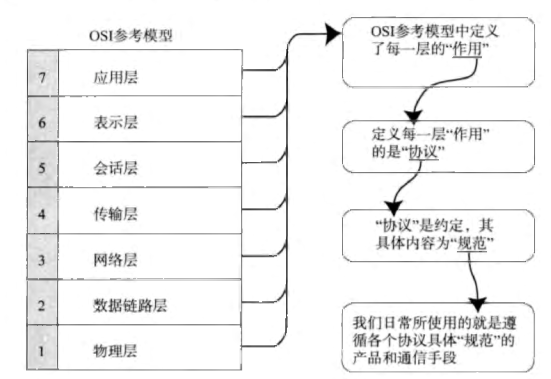 OSI参考模型
7 应用层
6 表示层
5 会话层
4 传输层
3 网络层
2 数据链路层
1 物理层
OSI参考模型中定义
了每一层的“作用”
定义每一层“作用”
的是“协议”
“协议”是约定，其
具体内容为“规范”
我们日常所使用的就是遵
循各个协议具体“规范”的
产品和通信手段